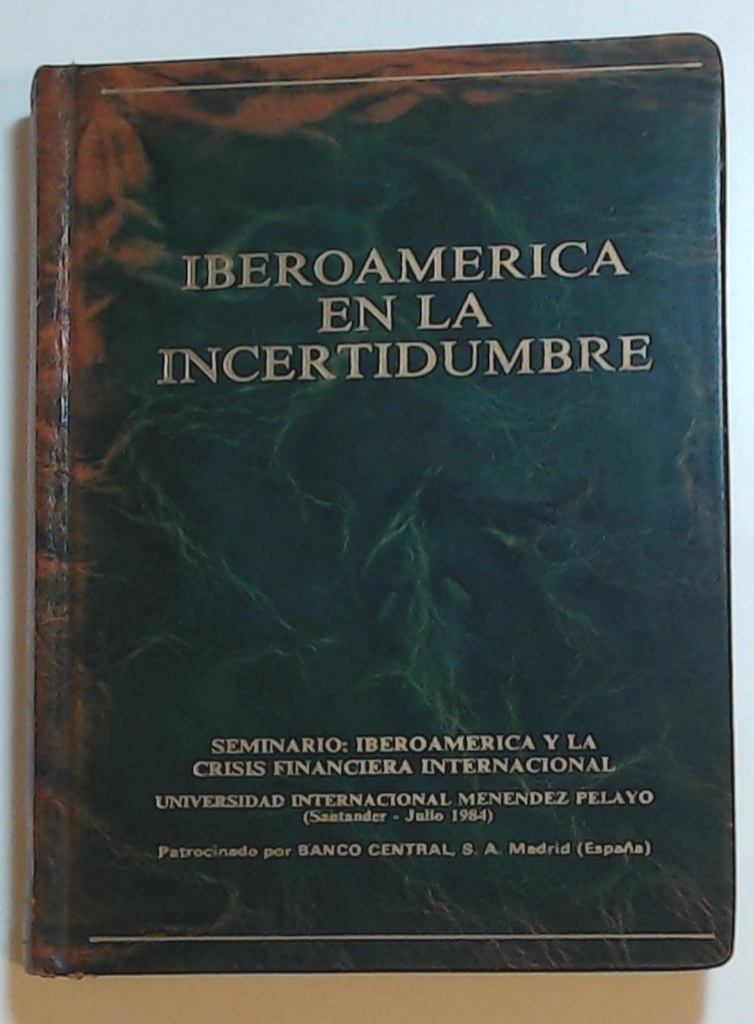 IBEROAMERICA
EN LA
INCERTIDUMBRE
SEMINARIO: IBEROAMERICA Y LA
CRISIS FINANCIERA INTERNACIONAL
UNIVERSIDAD INTERNACIONAL MENENDEZ PELAYO
(Santander - Julio 1984)
Patrocinado por BANCO CENTRAL, S. A. Madrid (España)